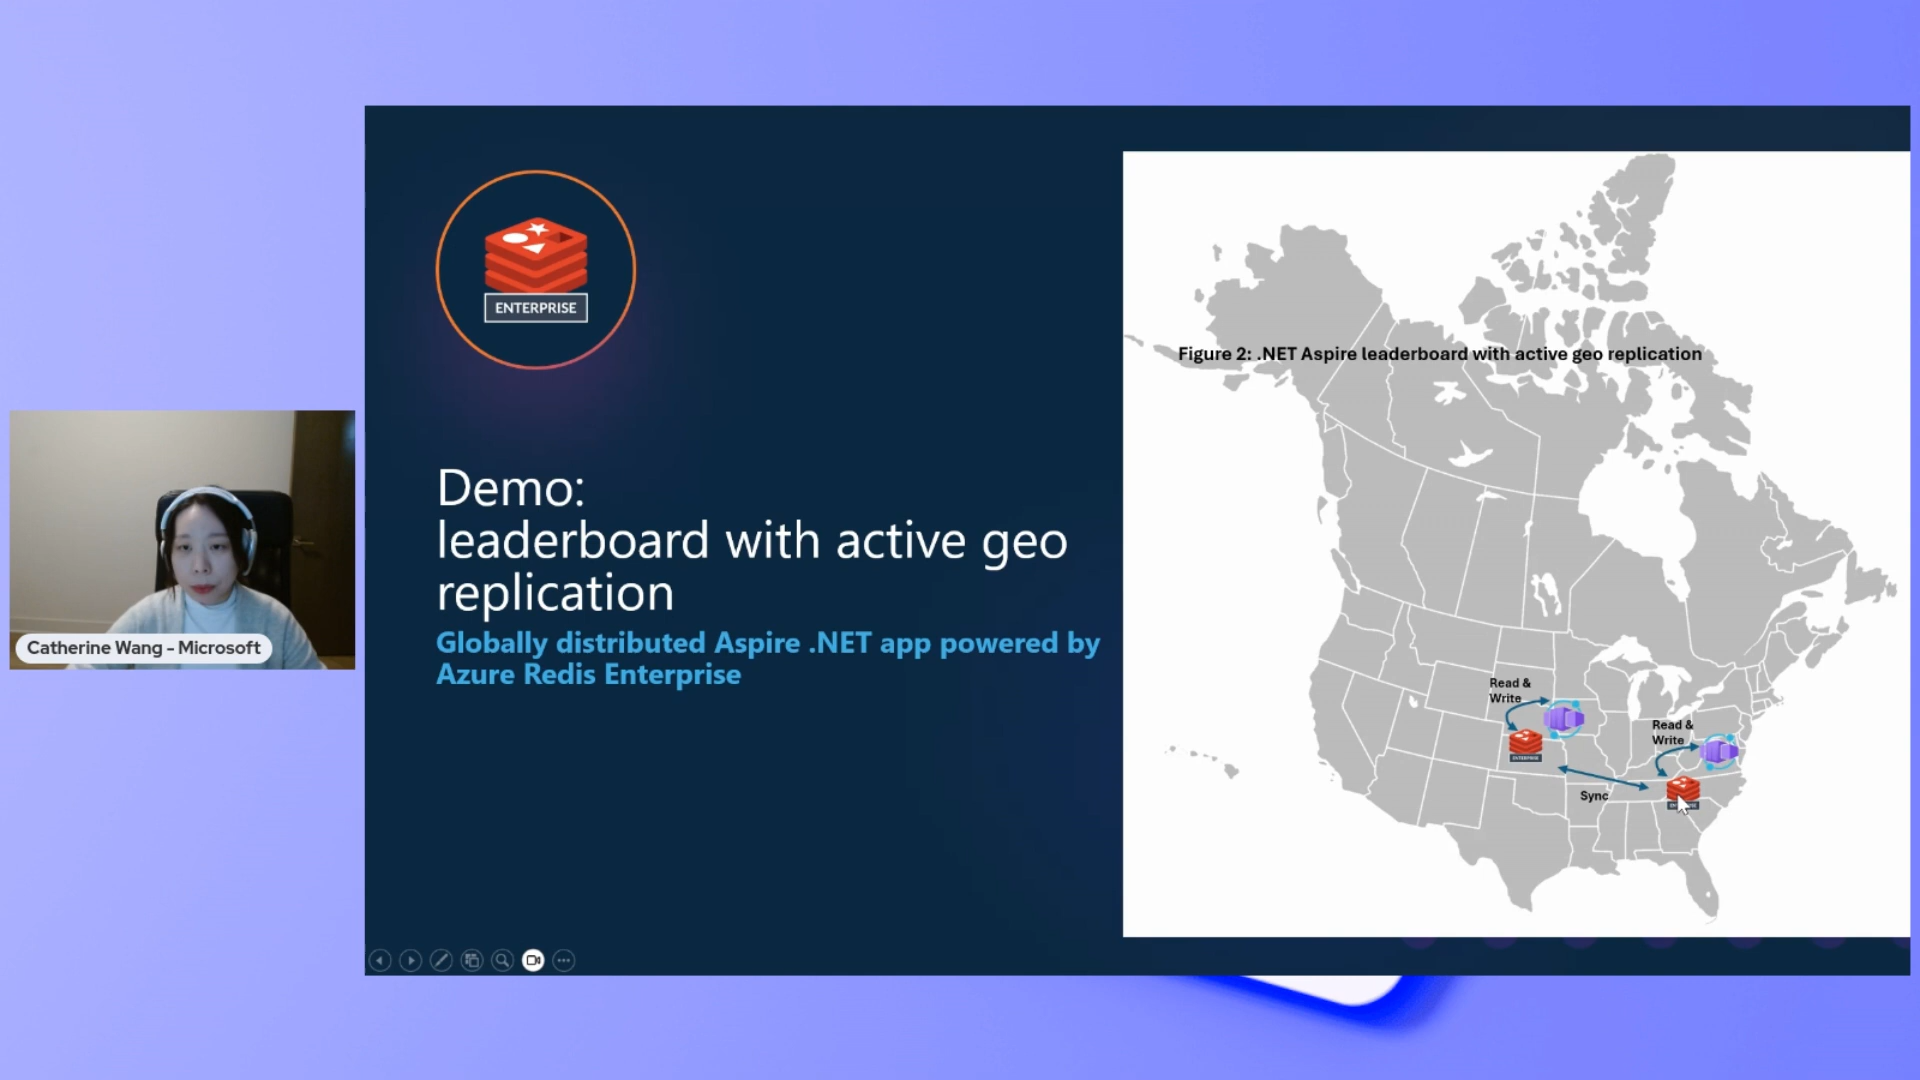 ENTERPRISE
Demo:
leaderboard with active geo
replication
Globally distributed Aspire .NET app powered by
Azure Redis Enterprise
Figure 2: .NET Aspire leaderboard with active geo replication
Read &
Write
ENTERPRISE
Read &
Write
Sync
Catherine Wang - Microsoft